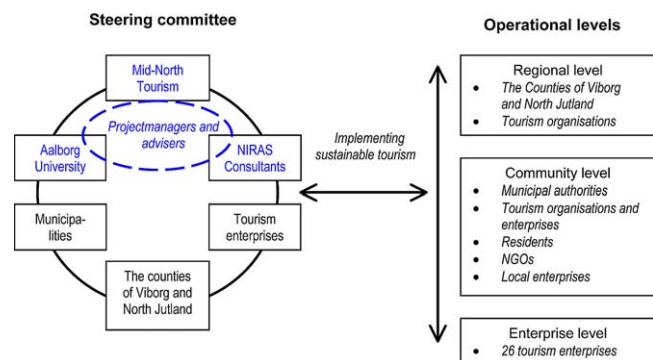 Steering committee
Mid-North
Tourism
Projectmanagers and
advisers
Aalborg
University
NIRAS
Consultants
Municipa-
lities
Tourism
enterprises
The counties
of Viborg and
North Jutland
Implementing
sustainable tourism
Operational levels
Regional level
• The Counties of Viborg
and North Jutland
• Tourism organisations
Community level
• Municipal authorities
• Tourism organisations and
enterprises
• Residents
• NGOs
• Local enterprises
Enterprise level
• 26 tourism enterprises